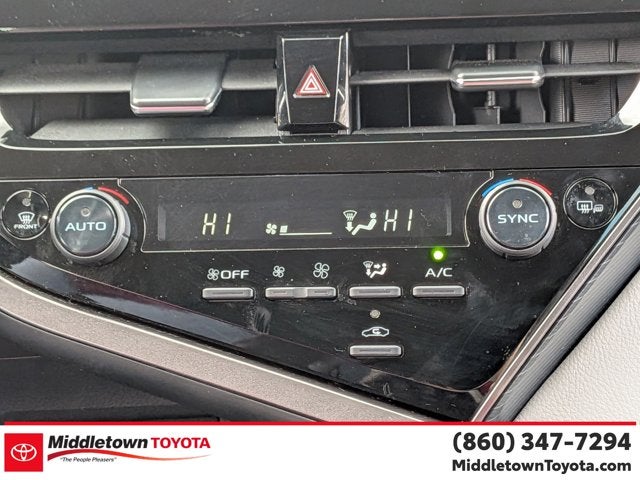 FRONT
AUTO
HI
HI
SYNC
OFF
A/C
Middletown TOYOTA
"The People Pleasers"
(860) 347-7294
MiddletownToyota.com